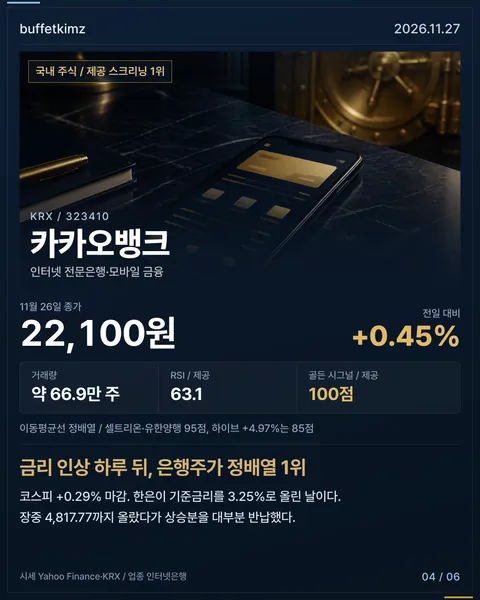 buffetkimz
2026.11.27
국내 주식 / 제공 스크리닝 1위
KRX / 323410
카카오뱅크
인터넷 전문은행·모바일 금융
11월 26일 종가
22,100원
전일 대비
+0.45%
거래량
약 66.9만 주
RSI / 제공
63.1
골든 시그널 / 제공
100점
이동평균선 정배열 / 셀트리온·유한양행 95점, 하이브 +4.97%는 85점
금리 인상 하루 뒤, 은행주가 정배열 1위
코스피 +0.29% 마감. 한은이 기준금리를 3.25%로 올린 날이다.
장중 4,817.77까지 올랐다가 상승분을 대부분 반납했다.
시세 Yahoo Finance·KRX / 업종 인터넷은행
04 / 06